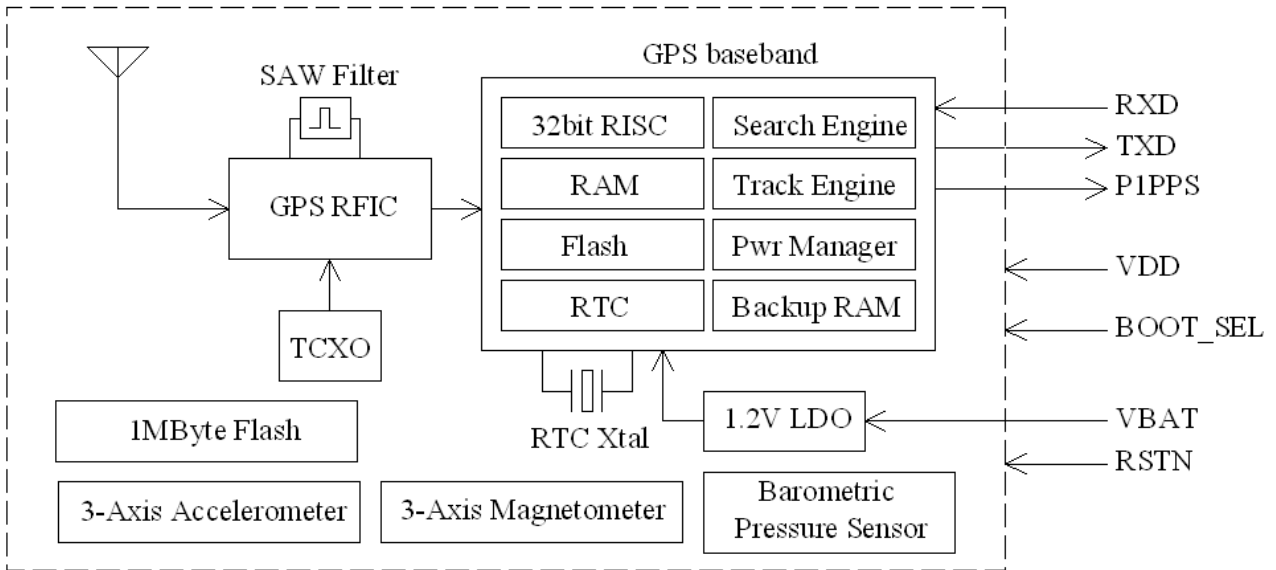 GPS baseband
SAW Filter
RXD
32bit RISC
Search Engine
TXD
RAM
Track Engine
P1PPS
GPS RFIC
Flash
Pwr Manager
VDD
RTC
Backup RAM
BOOT_SEL
TCXO
1MByte Flash
RTC Xtal
1.2V LDO
VBAT
RSTN
3-Axis Accelerometer
3-Axis Magnetometer
Barometric
Pressure Sensor